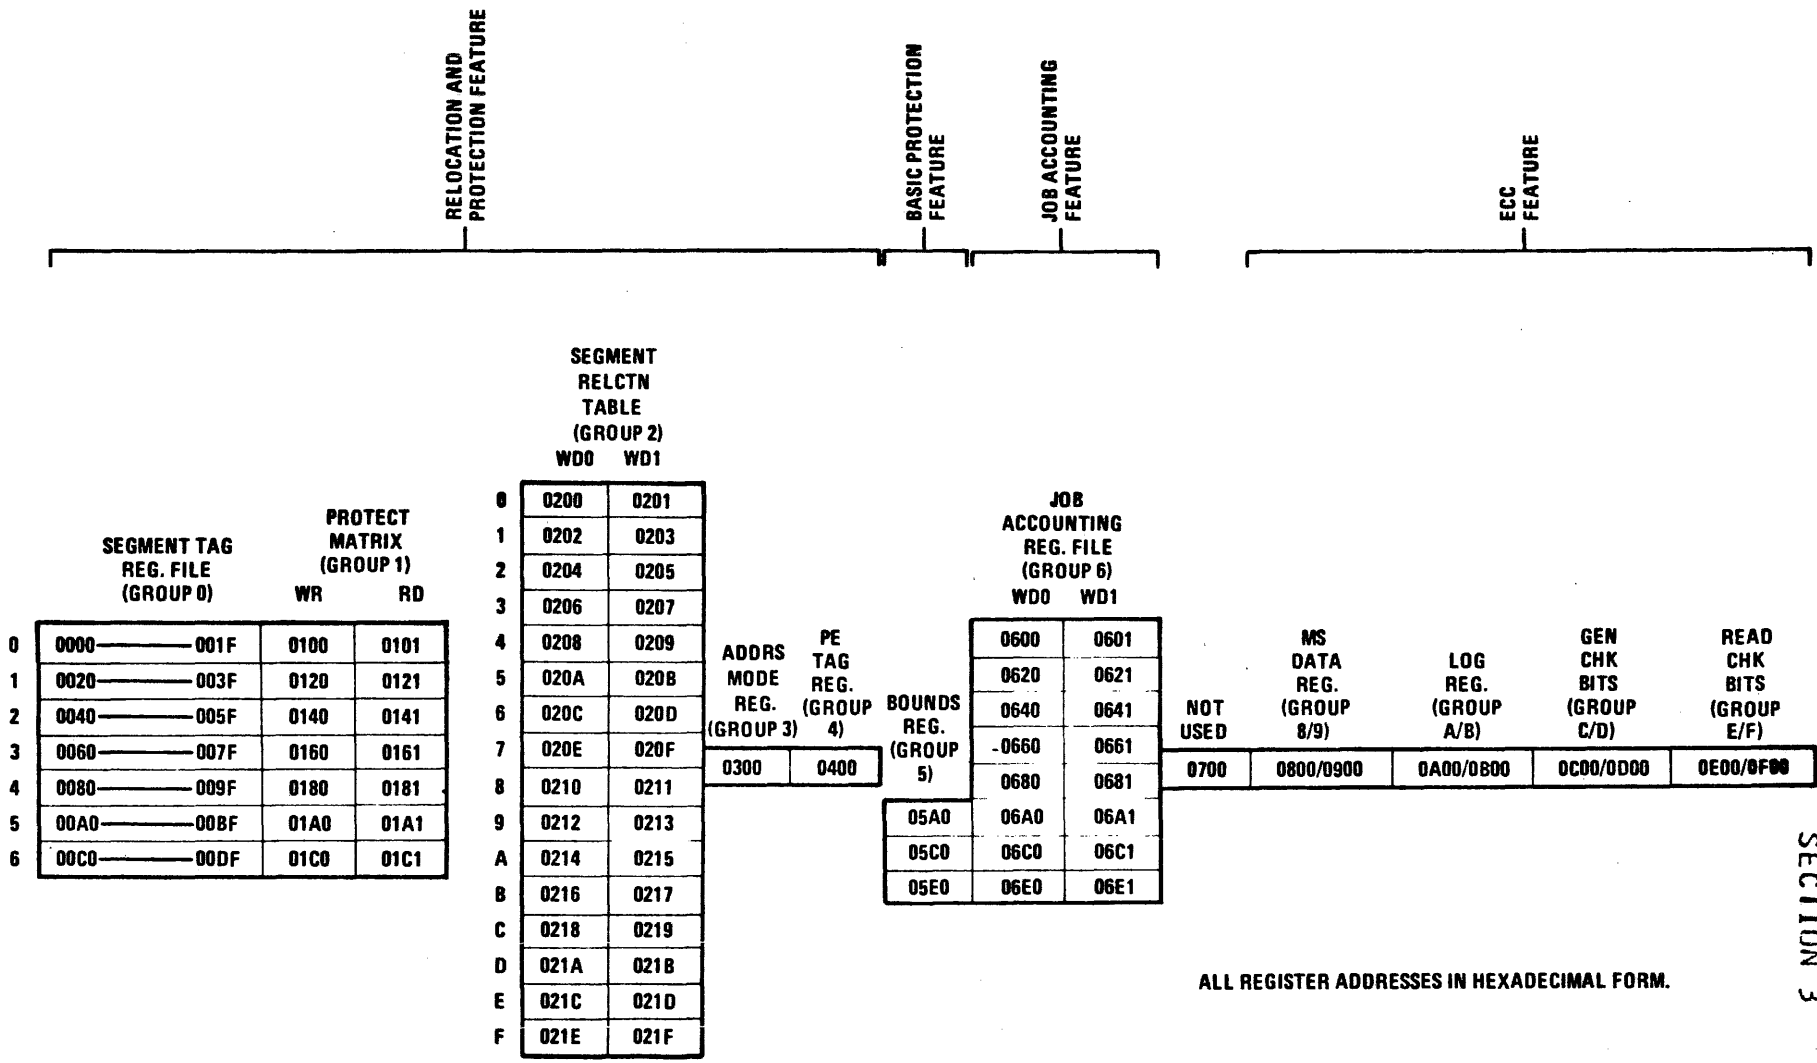 RELOCATION AND
PROTECTION FEATURE
BASIC PROTECTION
FEATURE
JOB ACCOUNTING
FEATURE
ECC
FEATURE
SEGMENT TAG
REG. FILE
(GROUP 0)
0 0000 001F
1 0020 003F
2 0040 005F
3 0060 007F
4 0080 009F
5 00A0 00BF
6 00C0 00DF
PROTECT
MATRIX
(GROUP 1)
WR RD
0100 0101
0120 0121
0140 0141
0160 0161
0180 0181
01A0 01A1
01C0 01C1
SEGMENT
RELCTN
TABLE
(GROUP 2)
WD0 WD1
0 0200 0201
1 0202 0203
2 0204 0205
3 0206 0207
4 0208 0209
5 020A 020B
6 020C 020D
7 020E 020F
8 0210 0211
9 0212 0213
A 0214 0215
B 0216 0217
C 0218 0219
D 021A 021B
E 021C 021D
F 021E 021F
ADDRS
MODE
REG.
(GROUP 3)
0300
PE
TAG
REG.
(GROUP
4)
0400
BOUNDS
REG.
(GROUP
5)
05A0
05C0
05E0
JOB
ACCOUNTING
REG. FILE
(GROUP 6)
WD0 WD1
0600 0601
0620 0621
0640 0641
0660 0661
0680 0681
06A0 06A1
06C0 06C1
06E0 06E1
NOT
USED
0700
MS
DATA
REG.
(GROUP
8/9)
0800/0900
LOG
REG.
(GROUP
A/B)
0A00/0B00
GEN
CHK
BITS
(GROUP
C/D)
0C00/0D00
READ
CHK
BITS
(GROUP
E/F)
0E00/0F00
ALL REGISTER ADDRESSES IN HEXADECIMAL FORM.
SECTION 3